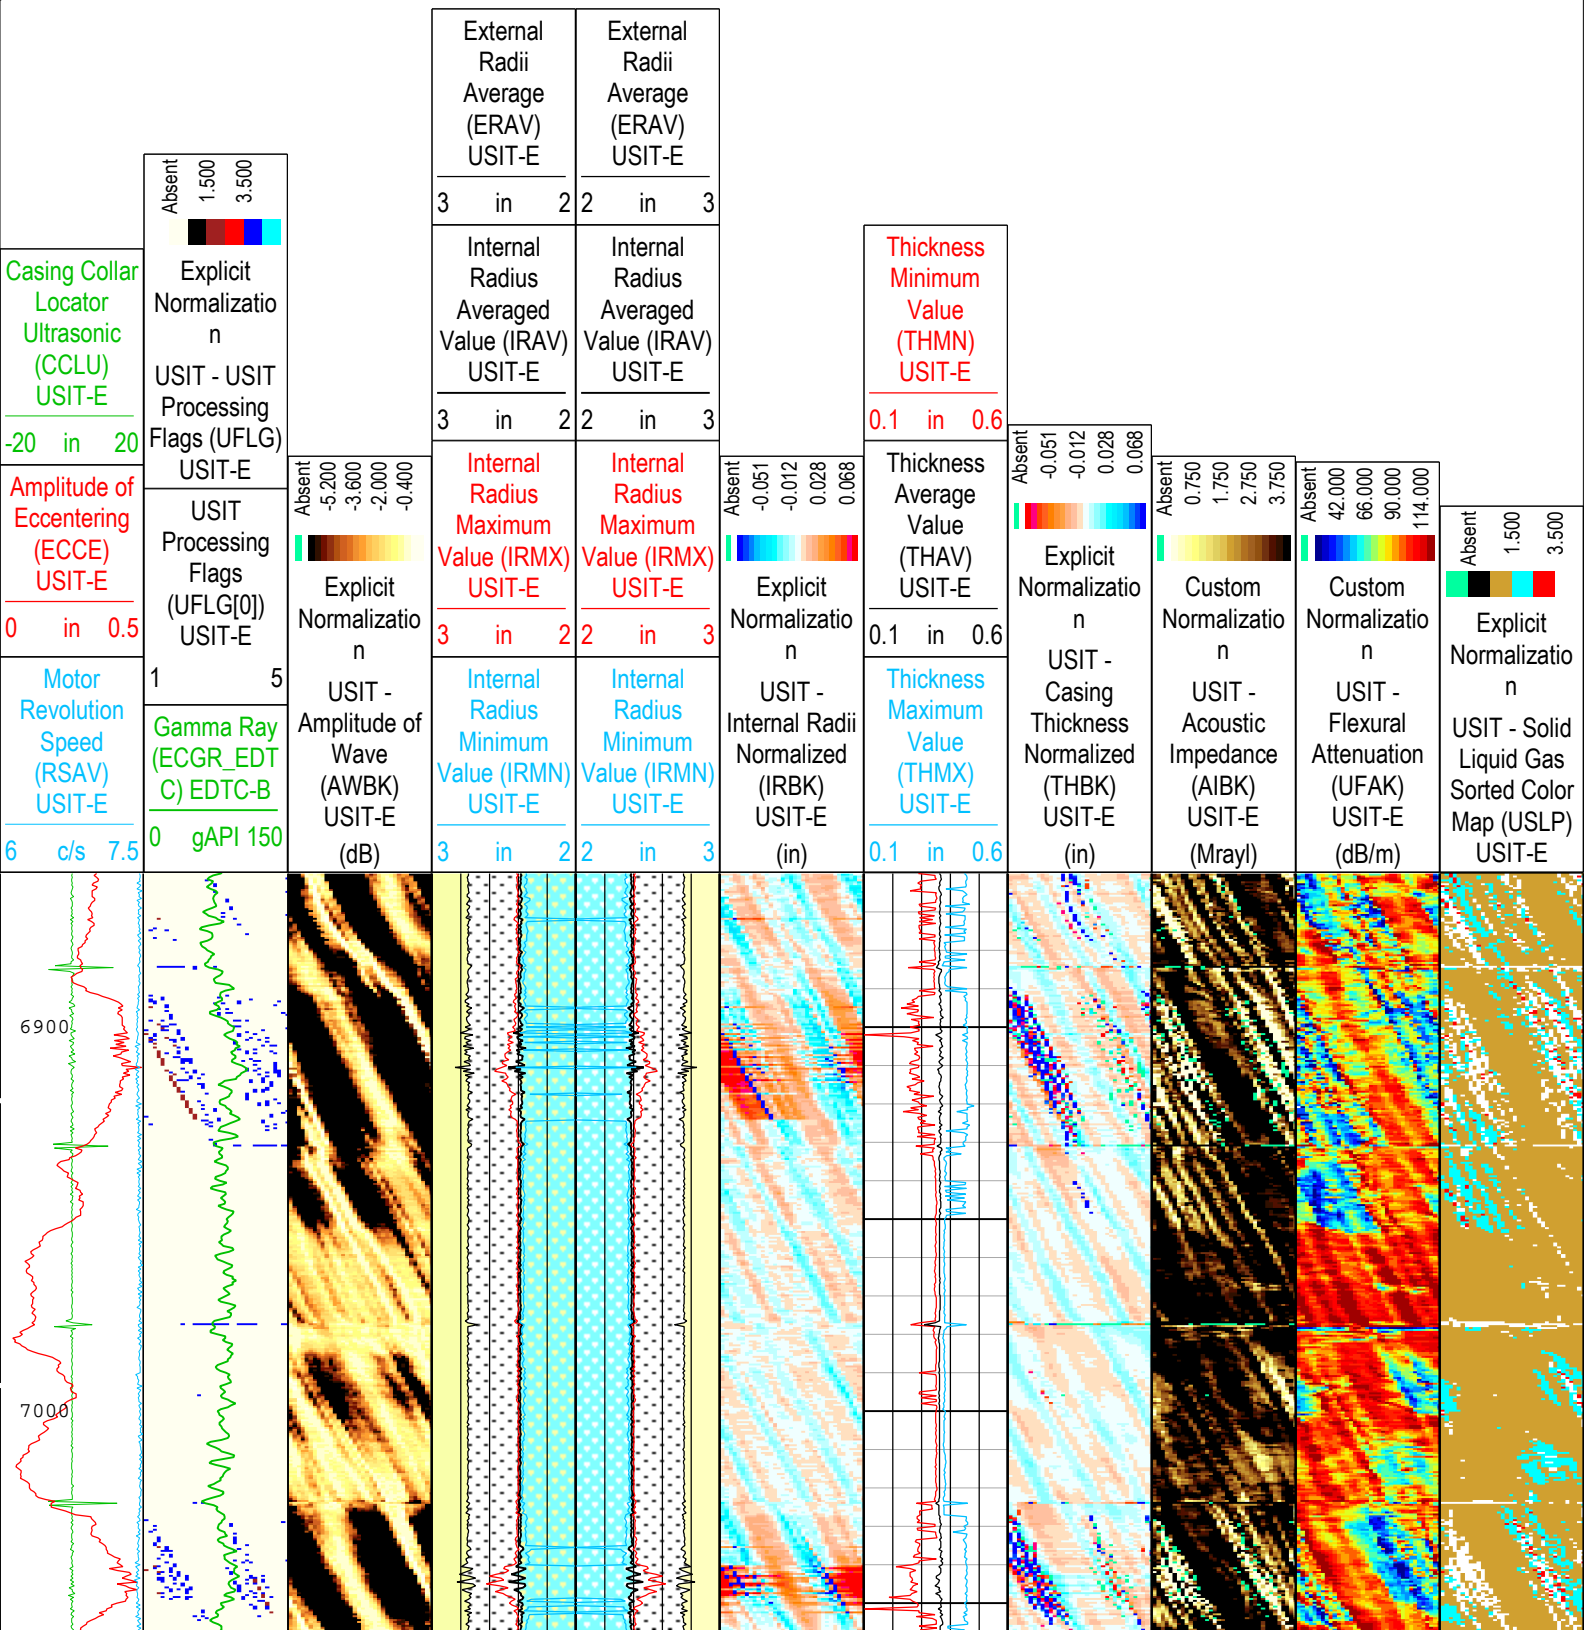 Casing Collar
Locator
Ultrasonic
(CCLU)
USIT-E
-20 in 20
Amplitude of
Eccentering
(ECCE)
USIT-E
0 in 0.5
Motor
Revolution
Speed
(RSAV)
USIT-E
6 c/s 7.5
Absent
1.500
3.500
Explicit
Normalizatio
n
USIT - USIT
Processing
Flags (UFLG)
USIT-E
USIT
Processing
Flags
(UFLG[0])
USIT-E
1 5
Gamma Ray
(ECGR_EDT
C) EDTC-B
0 gAPI 150
Absent
-5.200
-3.600
-2.000
-0.400
Explicit
Normalizatio
n
USIT -
Amplitude of
Wave
(AWBK)
USIT-E
(dB)
External
Radii
Average
(ERAV)
USIT-E
3 in 2
Internal
Radius
Averaged
Value (IRAV)
USIT-E
3 in 2
Internal
Radius
Maximum
Value (IRMX)
USIT-E
3 in 2
Internal
Radius
Minimum
Value (IRMN)
USIT-E
3 in 2
External
Radii
Average
(ERAV)
USIT-E
2 in 3
Internal
Radius
Averaged
Value (IRAV)
USIT-E
2 in 3
Internal
Radius
Maximum
Value (IRMX)
USIT-E
2 in 3
Internal
Radius
Minimum
Value (IRMN)
USIT-E
2 in 3
Absent
-0.051
-0.012
0.028
0.068
Explicit
Normalizatio
n
USIT -
Internal Radii
Normalized
(IRBK)
USIT-E
(in)
Thickness
Minimum
Value
(THMN)
USIT-E
0.1 in 0.6
Thickness
Average
Value
(THAV)
USIT-E
0.1 in 0.6
Thickness
Maximum
Value
(THMX)
USIT-E
0.1 in 0.6
Absent
-0.051
-0.012
0.028
0.068
Explicit
Normalizatio
n
USIT -
Casing
Thickness
Normalized
(THBK)
USIT-E
(in)
Absent
0.750
1.750
2.750
3.750
Custom
Normalizatio
n
USIT -
Acoustic
Impedance
(AIBK)
USIT-E
(Mrayl)
Absent
42.000
66.000
90.000
114.000
Custom
Normalizatio
n
USIT -
Flexural
Attenuation
(UFAK)
USIT-E
(dB/m)
Absent
1.500
3.500
Explicit
Normalizatio
n
USIT - Solid
Liquid Gas
Sorted Color
Map (USLP)
USIT-E
6900
7000